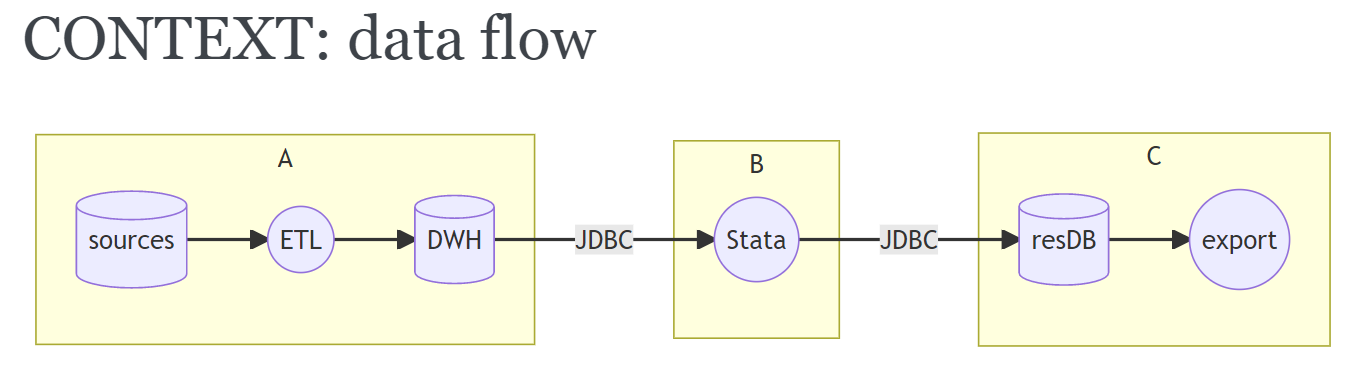 CONTEXT: data flow
A
sources
ETL
DWH
JDBC
B
Stata
JDBC
C
resDB
export